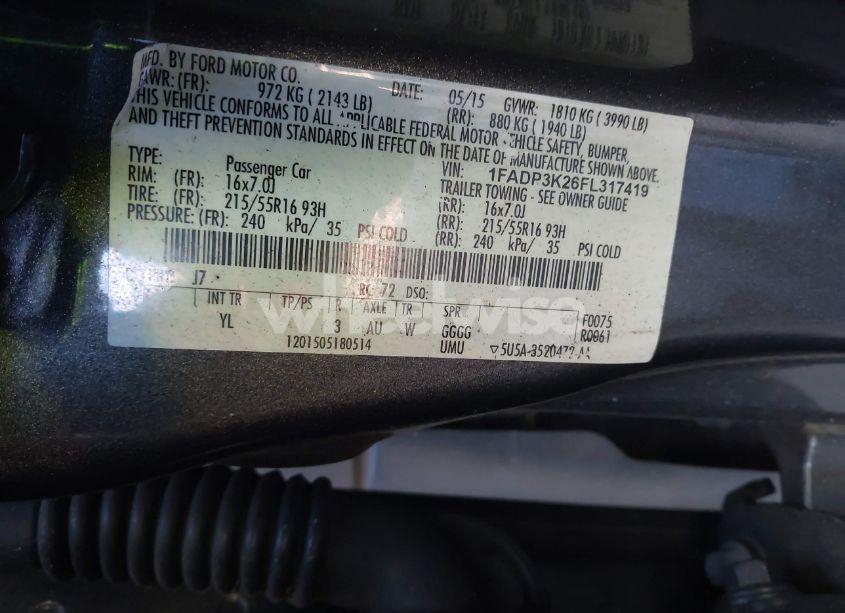 MFD. BY FORD MOTOR CO.
DATE: 05/15 GVWR: 1810 KG (3990 LB)
GAWR: (FR): 972 KG (2143 LB) (RR): 880 KG (1940 LB)
THIS VEHICLE CONFORMS TO ALL APPLICABLE FEDERAL MOTOR VEHICLE SAFETY, BUMPER,
AND THEFT PREVENTION STANDARDS IN EFFECT ON THE DATE OF MANUFACTURE SHOWN ABOVE.
VIN: 1FADP3K26FL317419
TYPE: Passenger Car TRAILER TOWING - SEE OWNER GUIDE
RIM: (FR): 16x7.0J (RR): 16x7.0J
TIRE: (FR): 215/55R16 93H (RR): 215/55R16 93H
PRESSURE: (FR): 240 kPa/ 35 PSI COLD (RR): 240 kPa/ 35 PSI COLD
J7 RC: 72 DSO:
INT TR TP/PS R AXLE TR SPR F0075
YL 3 AU W GGGG R0061
1201505180514 UMU ▽5U5A-3520472-AA
wheelwise